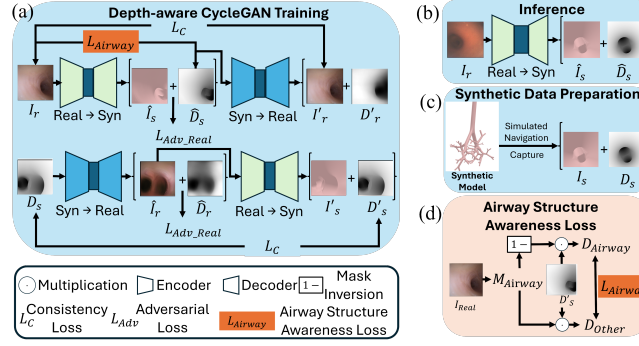 (a)
Depth-aware CycleGAN Training
L_C
L_Airway
I_r
Real → Syn
Î_s
D̂_s
Syn → Real
I'_r
D'_r
L_Adv_Real
D_s
Syn → Real
Î_r
D̂_r
Real → Syn
I'_s
D'_s
L_Adv_Real
L_C
Multiplication
Encoder
Decoder
1 −
Mask Inversion
L_C
Consistency Loss
L_Adv
Adversarial Loss
L_Airway
Airway Structure Awareness Loss
(b)
Inference
I_r
Real → Syn
Î_s
+
D̂_s
(c)
Synthetic Data Preparation
Synthetic Model
Simulated Navigation Capture
I_s
+
D_s
(d)
Airway Structure Awareness Loss
1 −
D_Airway
I_Real
M_Airway
D'_s
L_Airwa
D_Other